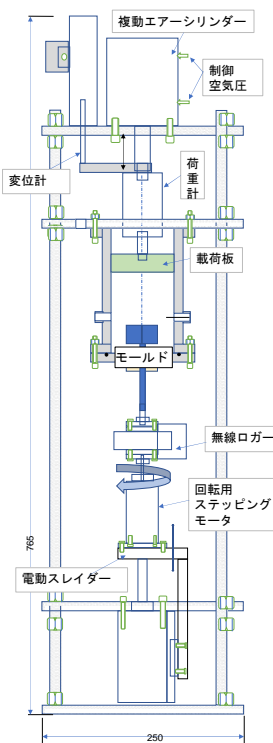 複動エアーシリンダー
制御
空気圧
荷
重
計
変位計
載荷板
モールド
無線ロガー
回転用
ステッピング
モータ
765
電動スレイダー
250